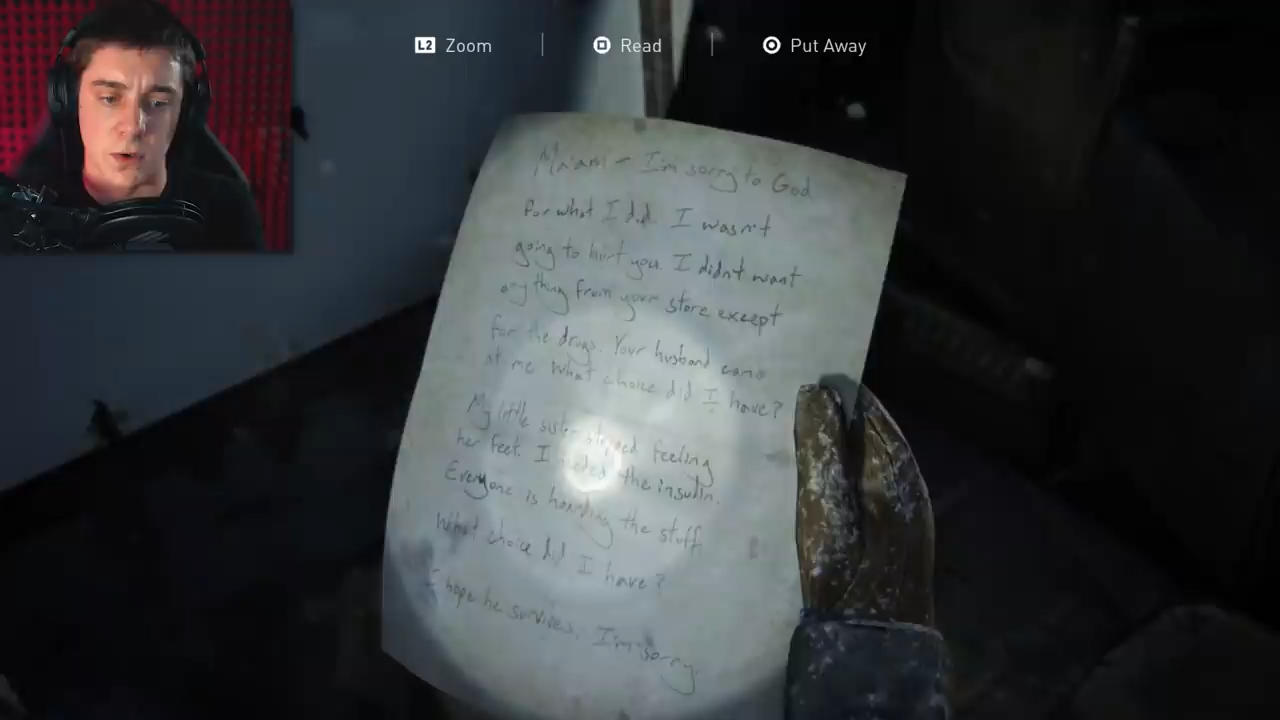 L2 Zoom
Read
Put Away
Ma'am - I'm sorry to God
For what I did. I wasn't
going to hurt you. I didn't want
anything from your store except
for the drugs. Your husband came
at me what choice did I have?
My little sister stopped feeling
her feet. I needed the insulin.
Everyone is hoarding the stuff.
What choice did I have?
I hope he survives. I'm sorry.